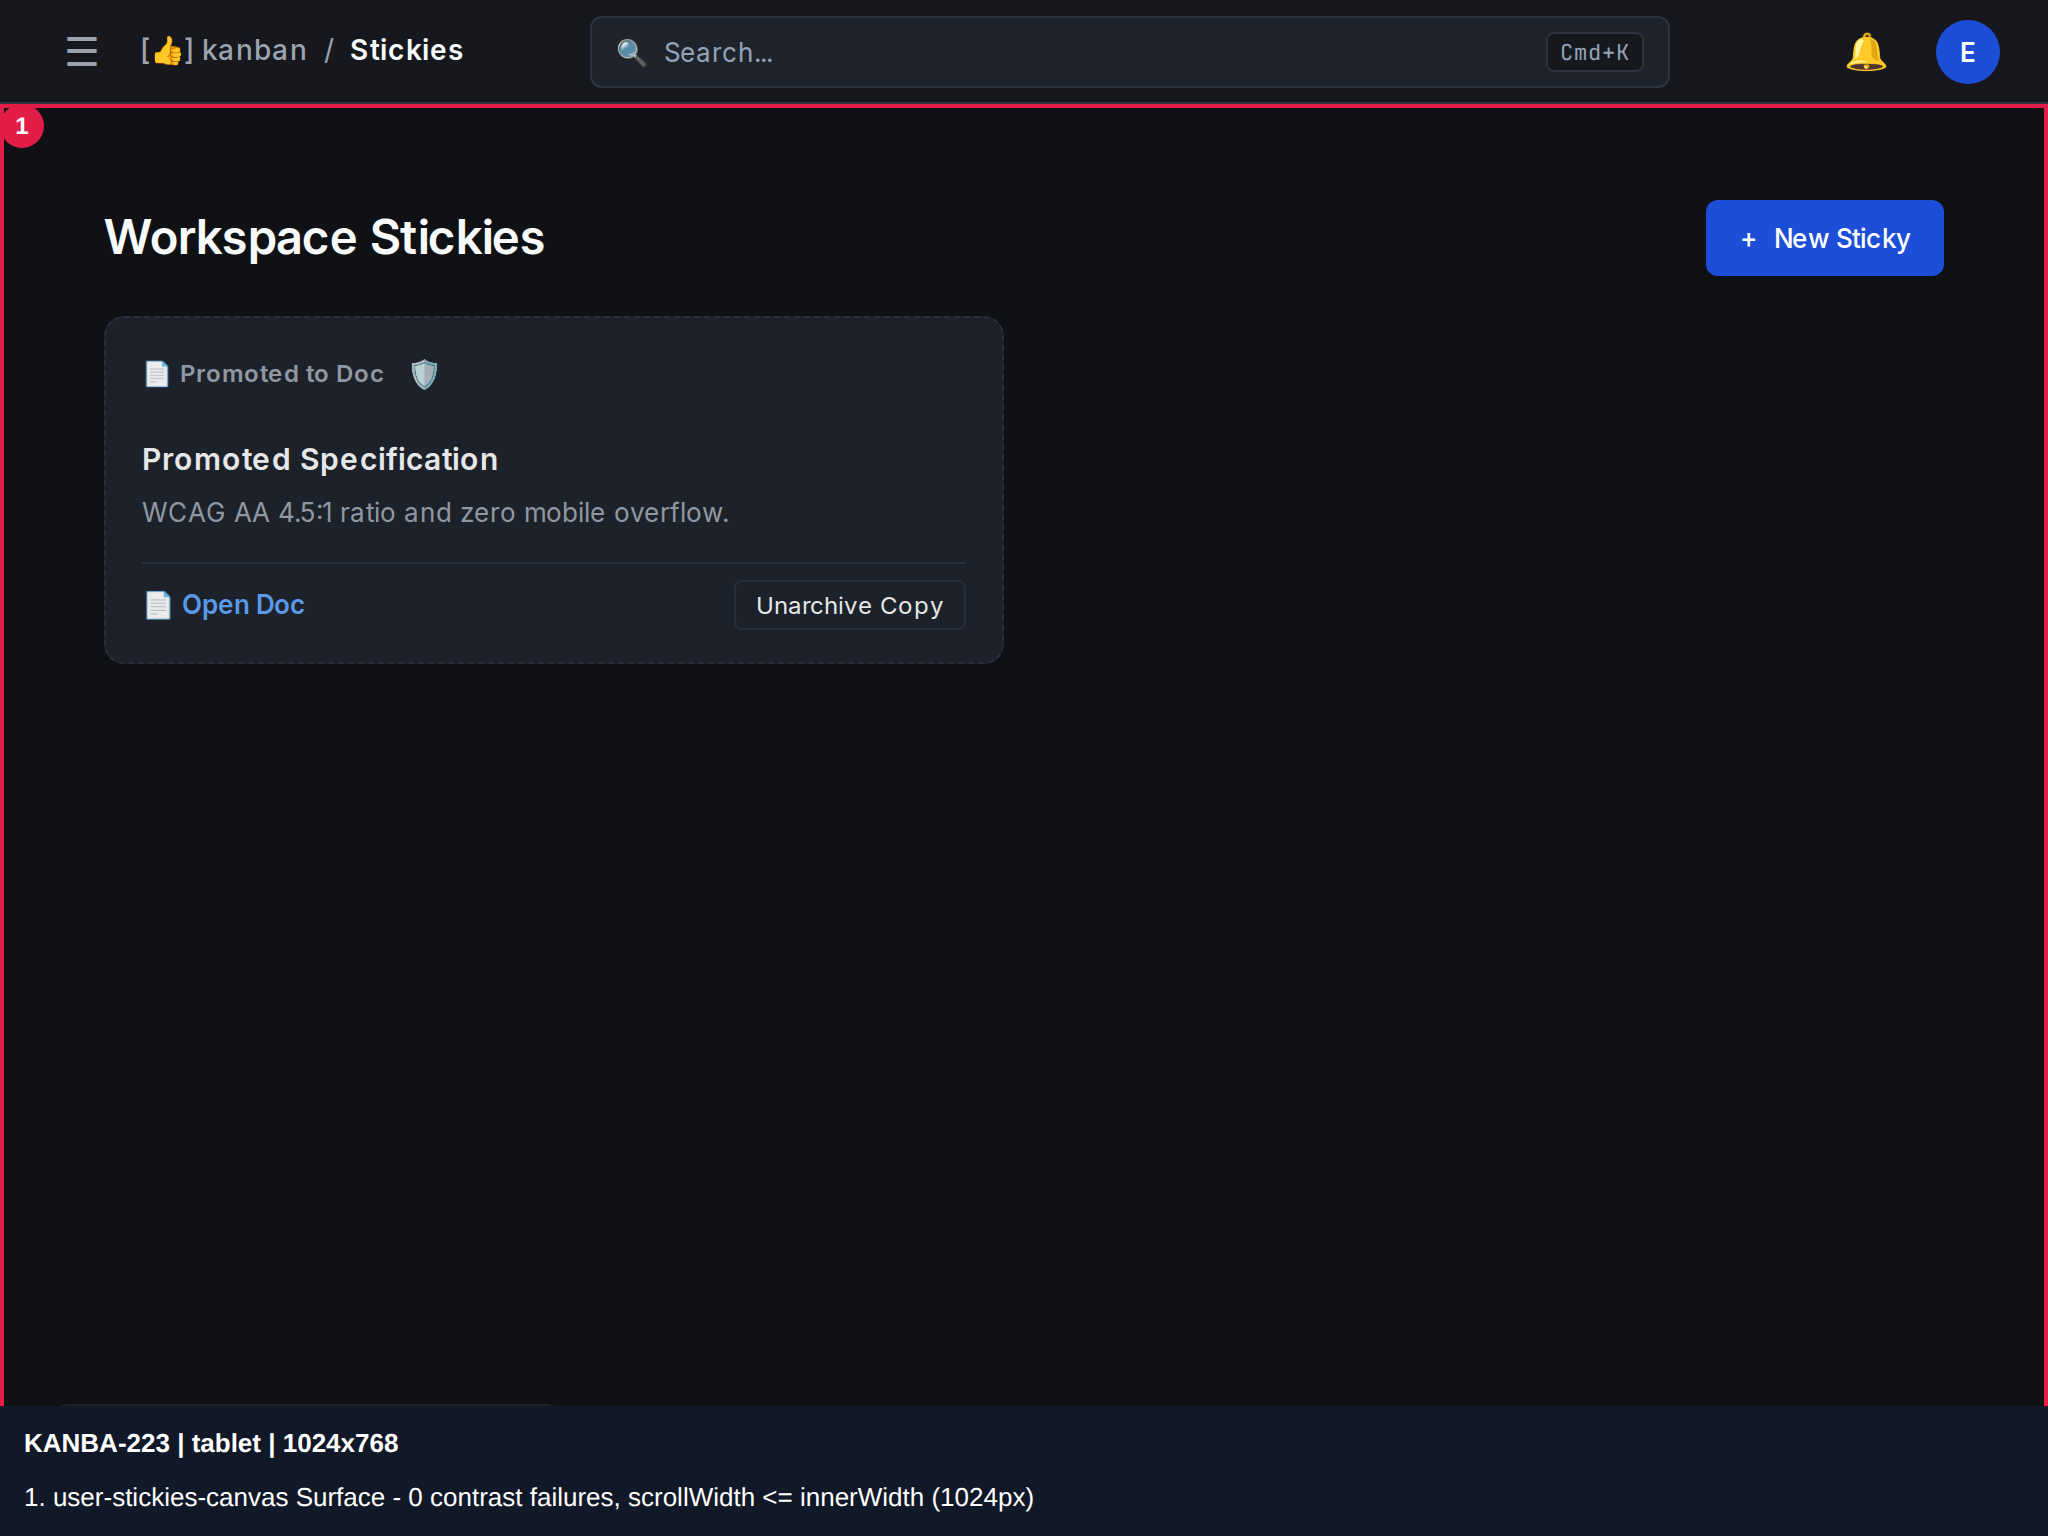 ☰ [👍] kanban / Stickies 🔍 Search... Cmd+K 🔔 E
1
Workspace Stickies + New Sticky
📄 Promoted to Doc 🛡️
Promoted Specification
WCAG AA 4.5:1 ratio and zero mobile overflow.
📄 Open Doc Unarchive Copy
KANBA-223 | tablet | 1024x768
1. user-stickies-canvas Surface - 0 contrast failures, scrollWidth <= innerWidth (1024px)